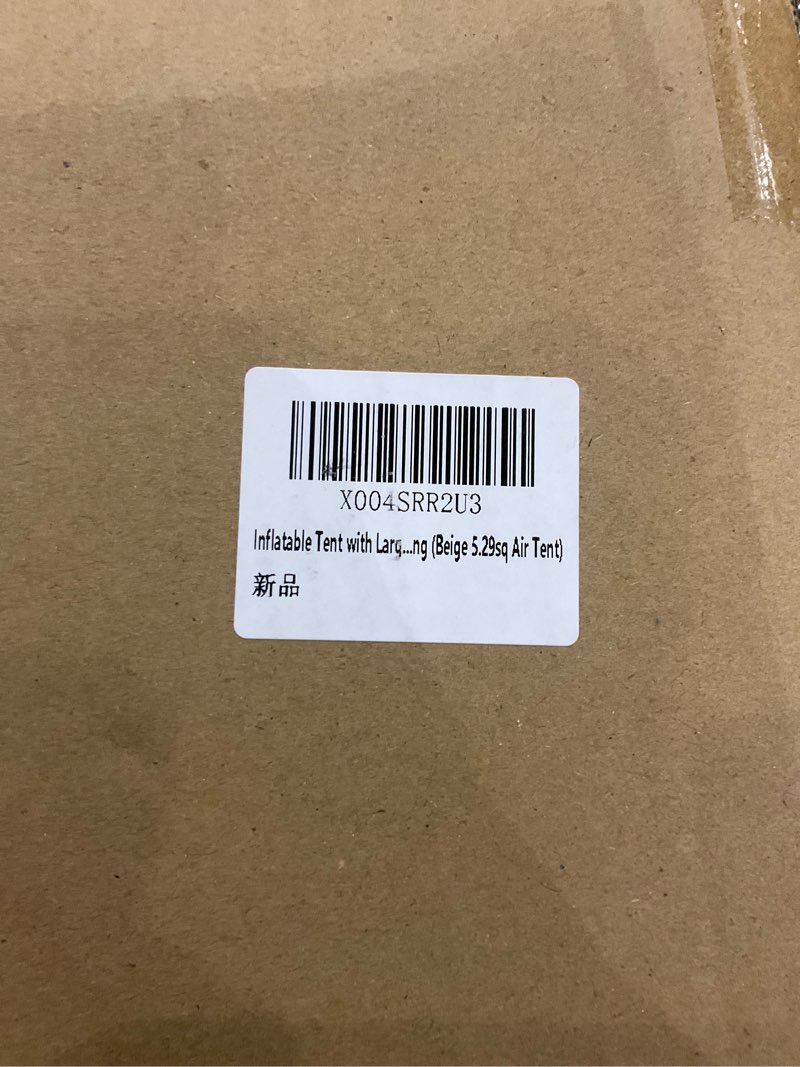 X004SRR2U3
Inflatable Tent with Larg...ng (Beige 5.29sq Air Tent)
新品